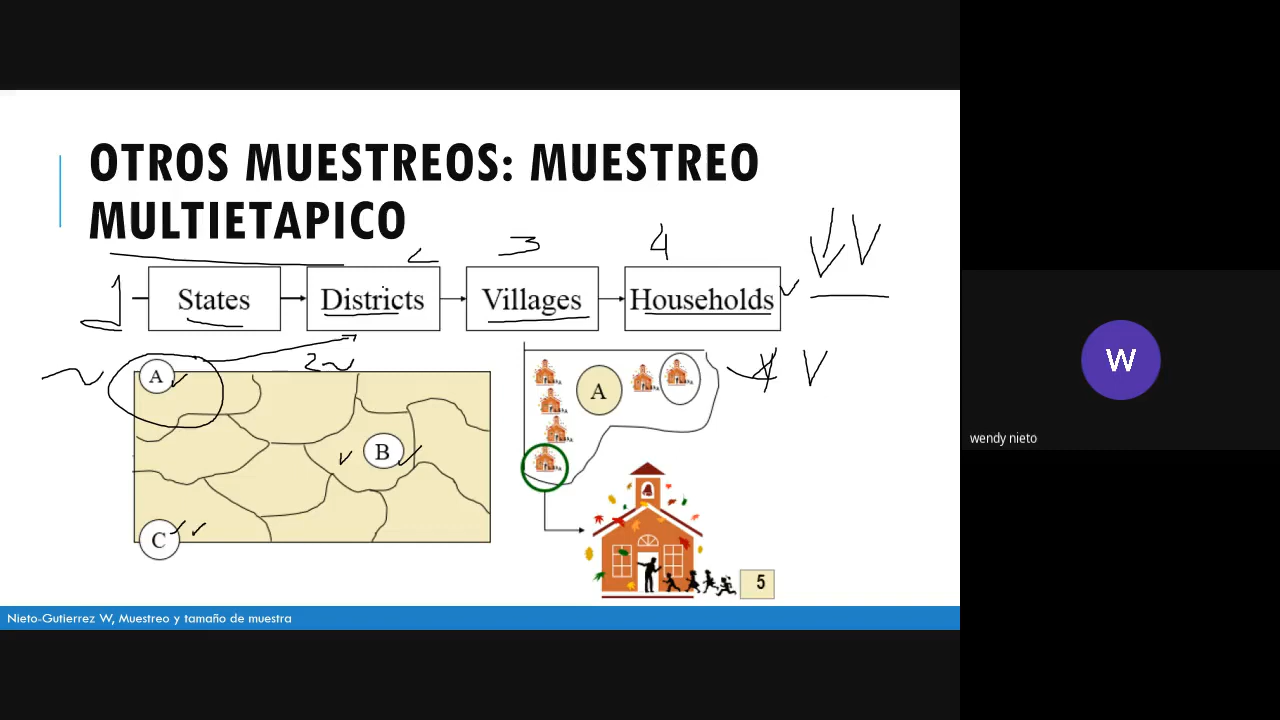 OTROS MUESTREOS: MUESTREO
MULTIETAPICO
1 2 3 4
States Districts Villages Households
A
B
C
A
5
Nieto-Gutierrez W, Muestreo y tamaño de muestra
W
wendy nieto